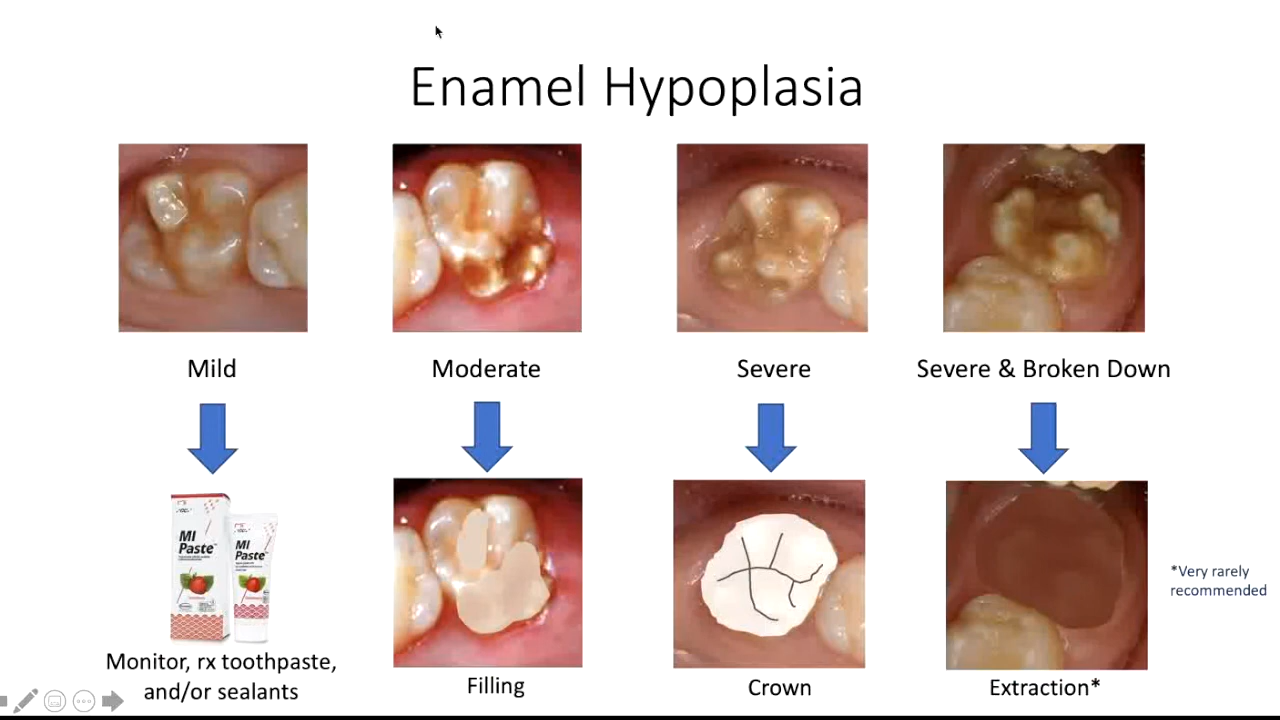 Enamel Hypoplasia
Mild
Moderate
Severe
Severe & Broken Down
MI
Paste
MI
Paste
*Very rarely
recommended
Monitor, rx toothpaste,
and/or sealants
Filling
Crown
Extraction*